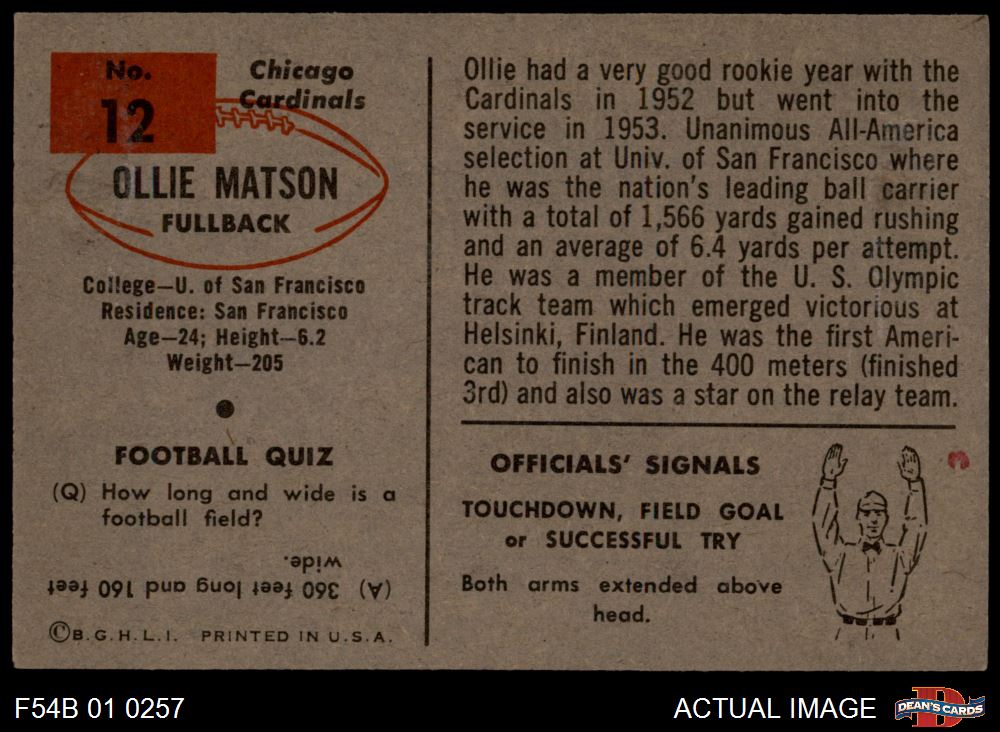 No.
12
Chicago
Cardinals
OLLIE MATSON
FULLBACK
College—U. of San Francisco
Residence: San Francisco
Age—24; Height—6.2
Weight—205
FOOTBALL QUIZ
(Q) How long and wide is a
football field?
(A) 360 feet long and 160 feet
wide.
©B.G.H.L.I. PRINTED IN U.S.A.
Ollie had a very good rookie year with the
Cardinals in 1952 but went into the
service in 1953. Unanimous All-America
selection at Univ. of San Francisco where
he was the nation's leading ball carrier
with a total of 1,566 yards gained rushing
and an average of 6.4 yards per attempt.
He was a member of the U. S. Olympic
track team which emerged victorious at
Helsinki, Finland. He was the first Ameri-
can to finish in the 400 meters (finished
3rd) and also was a star on the relay team.
OFFICIALS' SIGNALS
TOUCHDOWN, FIELD GOAL
or SUCCESSFUL TRY
Both arms extended above
head.
F54B 01 0257
ACTUAL IMAGE
DEAN'S CARDS